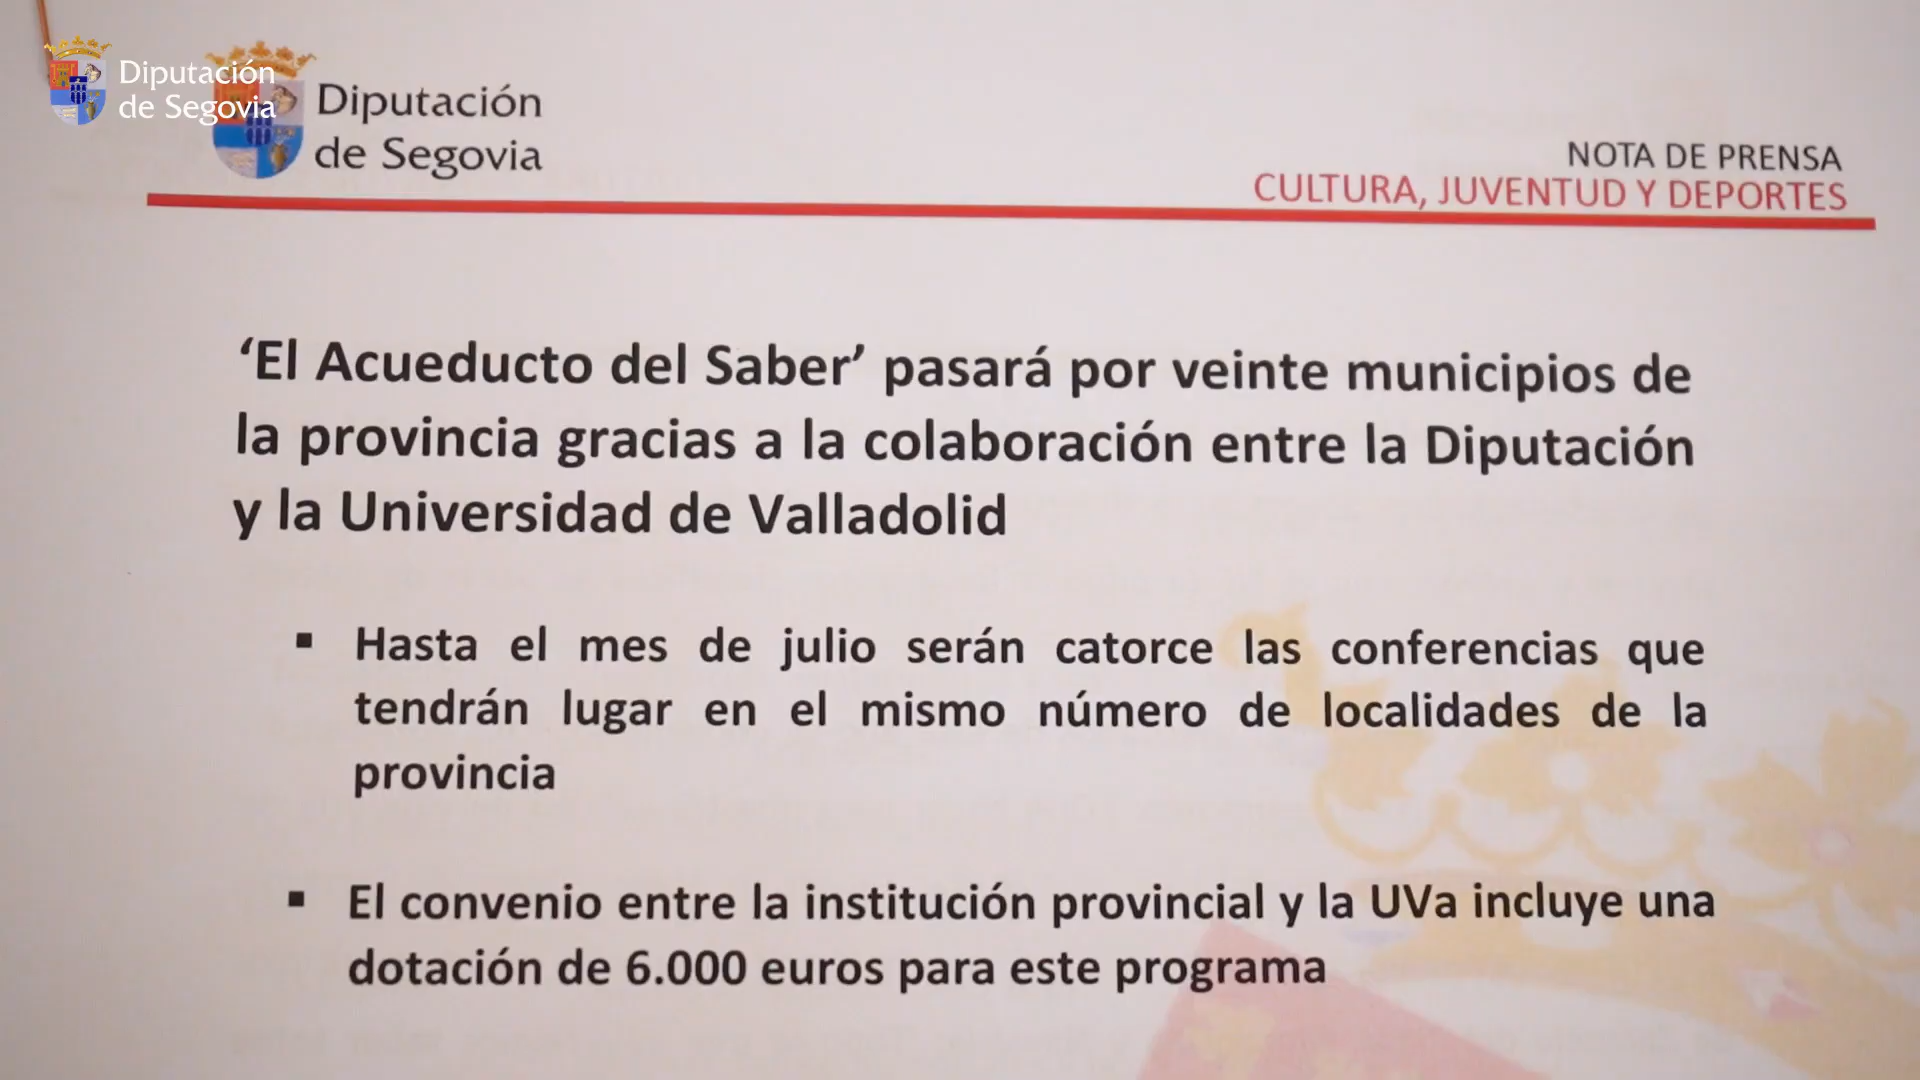 Diputación
de Segovia
Diputación
de Segovia
NOTA DE PRENSA
CULTURA, JUVENTUD Y DEPORTES
‘El Acueducto del Saber’ pasará por veinte municipios de
la provincia gracias a la colaboración entre la Diputación
y la Universidad de Valladolid
▪ Hasta el mes de julio serán catorce las conferencias que
tendrán lugar en el mismo número de localidades de la
provincia
▪ El convenio entre la institución provincial y la UVa incluye una
dotación de 6.000 euros para este programa